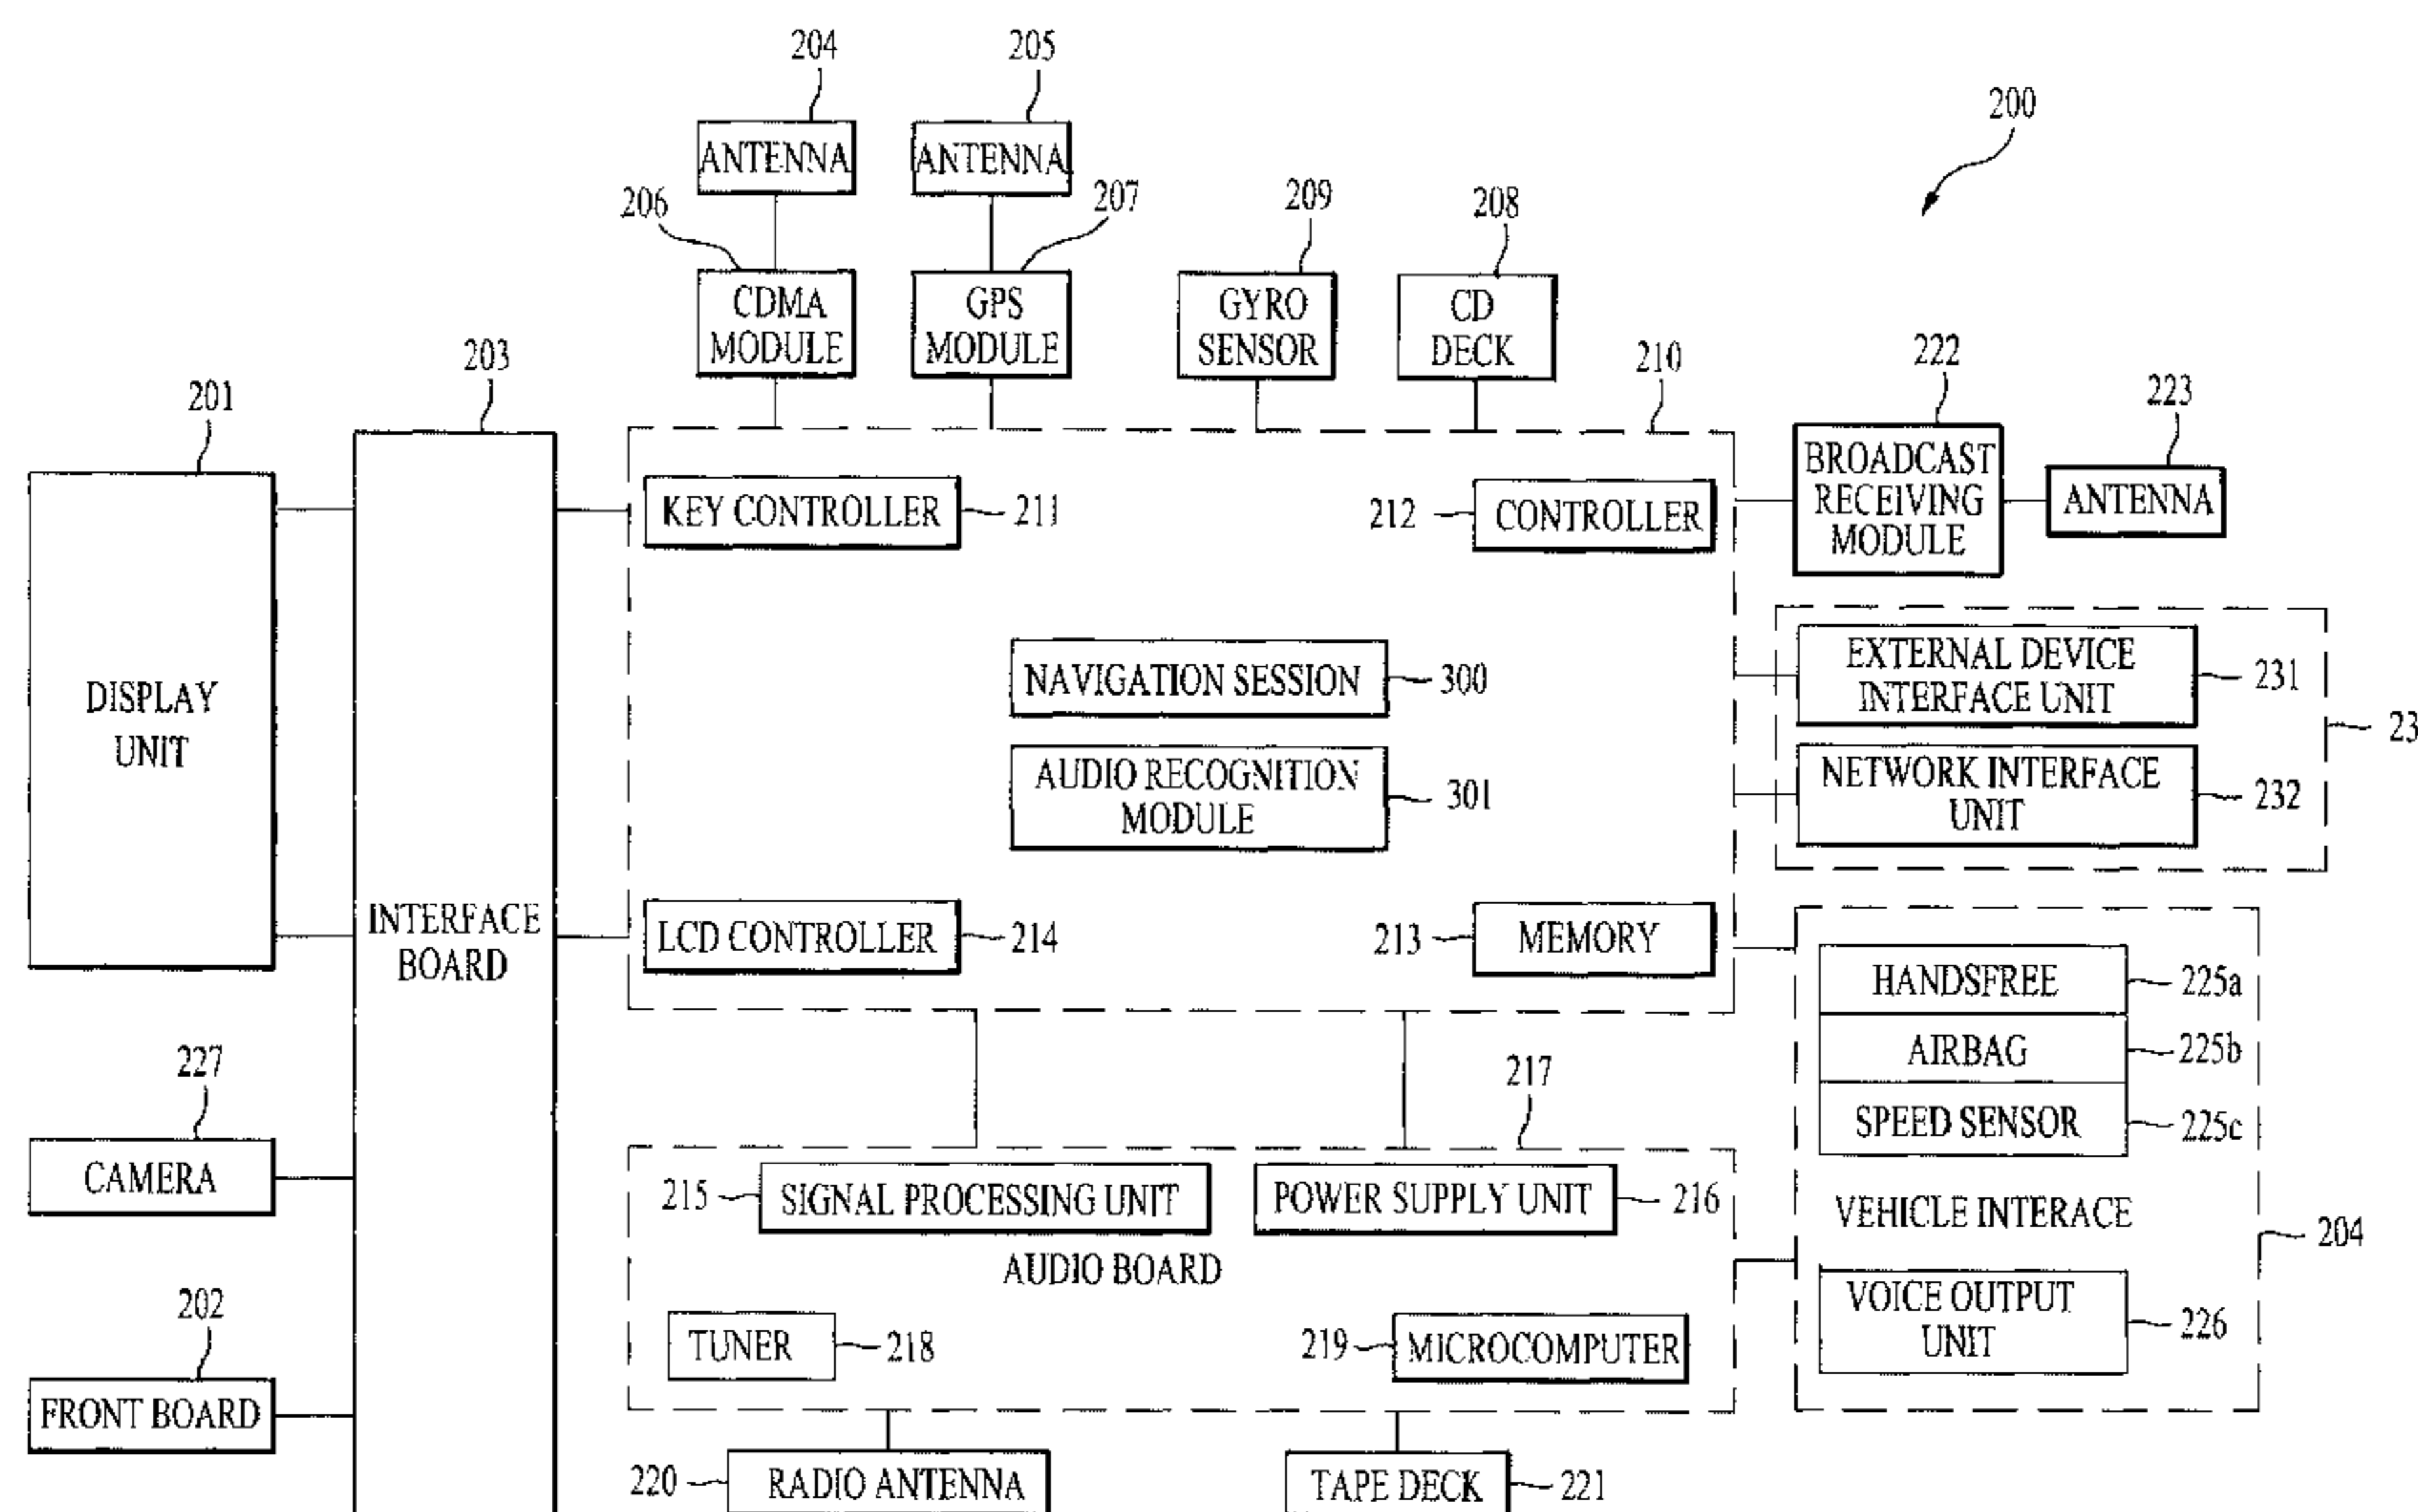 204
205
200
ANTENNA
ANTENNA
206
207
209
208
CDMA
MODULE
GPS
MODULE
GYRO
SENSOR
CD
DECK
203
210
222
201
223
BROADCAST
RECEIVING
MODULE
ANTENNA
KEY CONTROLLER
211
212
CONTROLLER
DISPLAY
UNIT
NAVIGATION SESSION
300
EXTERNAL DEVICE
INTERFACE UNIT
231
23
AUDIO RECOGNITION
MODULE
301
NETWORK INTERFACE
UNIT
232
INTERFACE
BOARD
LCD CONTROLLER
214
213
MEMORY
HANDSFREE
225a
AIRBAG
225b
SPEED SENSOR
225c
227
217
CAMERA
215
SIGNAL PROCESSING UNIT
POWER SUPPLY UNIT
216
VEHICLE INTERACE
204
AUDIO BOARD
VOICE OUTPUT
UNIT
226
202
TUNER
218
219
MICROCOMPUTER
FRONT BOARD
220
RADIO ANTENNA
TAPE DECK
221